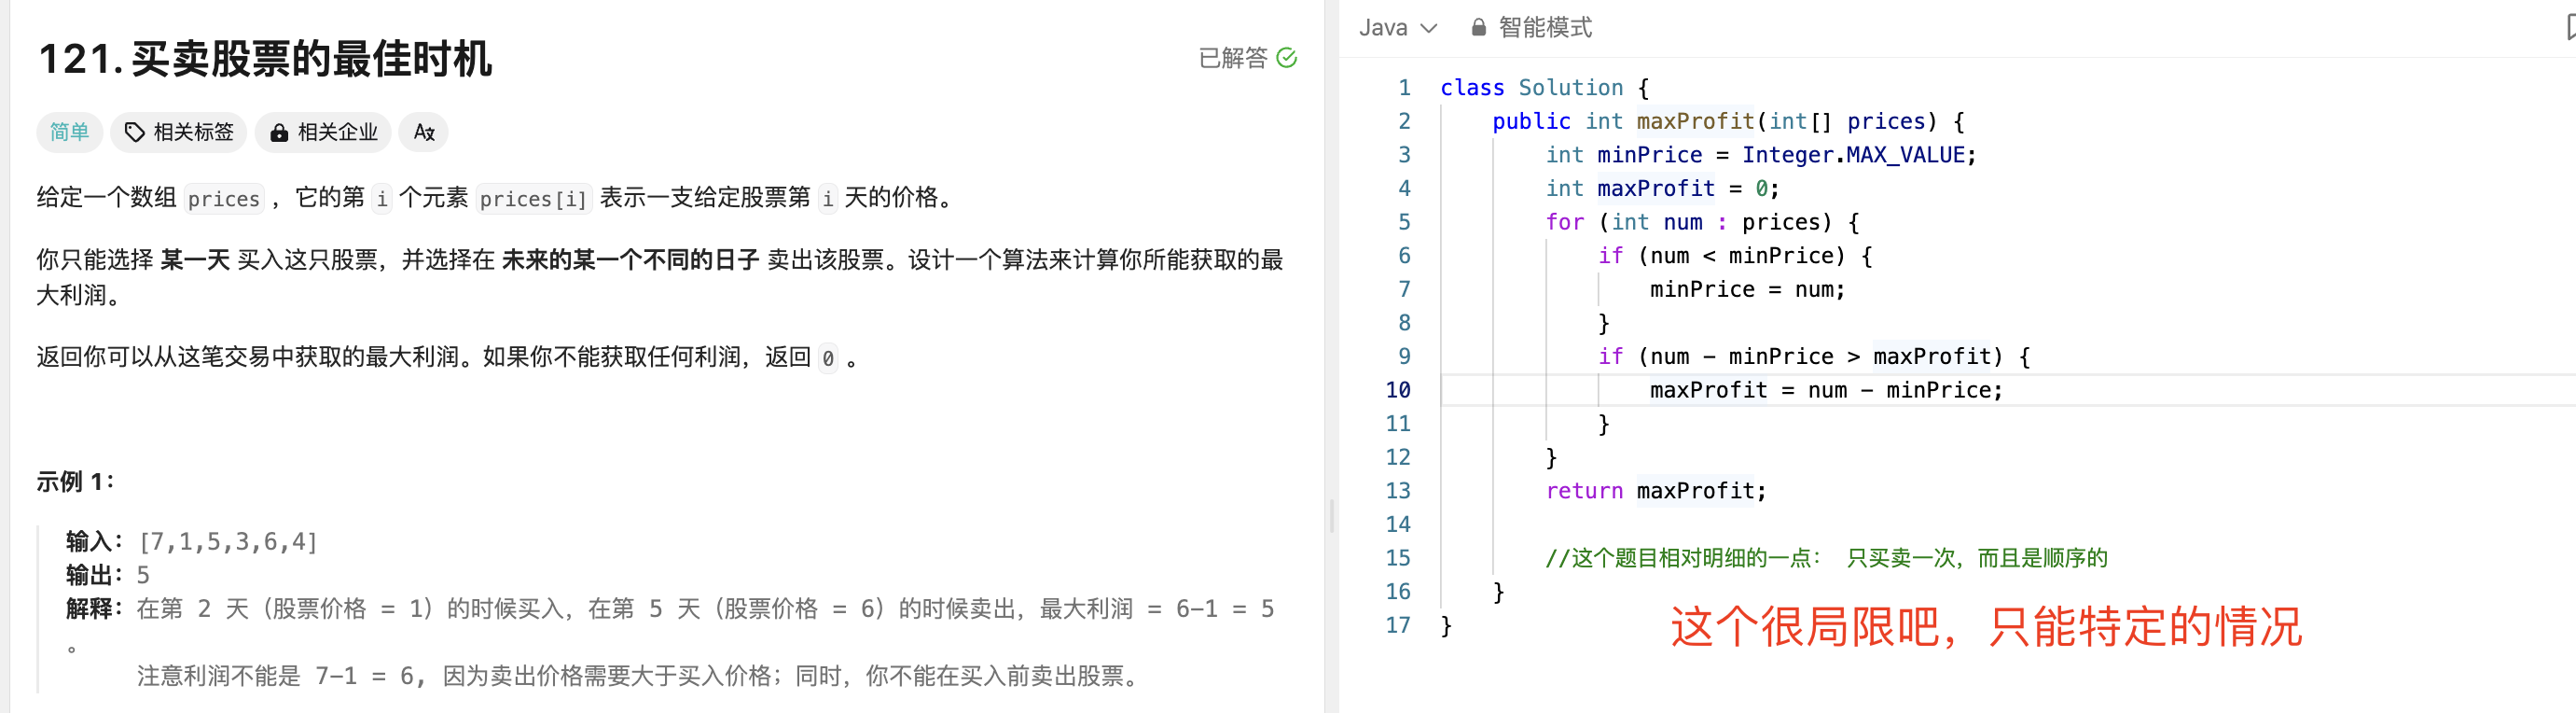 121. 买卖股票的最佳时机
已解答
简单 相关标签 相关企业
给定一个数组 prices ，它的第 i 个元素 prices[i] 表示一支给定股票第 i 天的价格。
你只能选择 某一天 买入这只股票，并选择在 未来的某一个不同的日子 卖出该股票。设计一个算法来计算你所能获取的最
大利润。
返回你可以从这笔交易中获取的最大利润。如果你不能获取任何利润，返回 0 。
示例 1：
输入：[7,1,5,3,6,4]
输出：5
解释：在第 2 天（股票价格 = 1）的时候买入，在第 5 天（股票价格 = 6）的时候卖出，最大利润 = 6-1 = 5
。
注意利润不能是 7-1 = 6, 因为卖出价格需要大于买入价格；同时，你不能在买入前卖出股票。
Java 智能模式
1 class Solution {
2 public int maxProfit(int[] prices) {
3 int minPrice = Integer.MAX_VALUE;
4 int maxProfit = 0;
5 for (int num : prices) {
6 if (num < minPrice) {
7 minPrice = num;
8 }
9 if (num - minPrice > maxProfit) {
10 maxProfit = num - minPrice;
11 }
12 }
13 return maxProfit;
14
15 //这个题目相对明细的一点： 只买卖一次，而且是顺序的
16 }
17 }
这个很局限吧，只能特定的情况